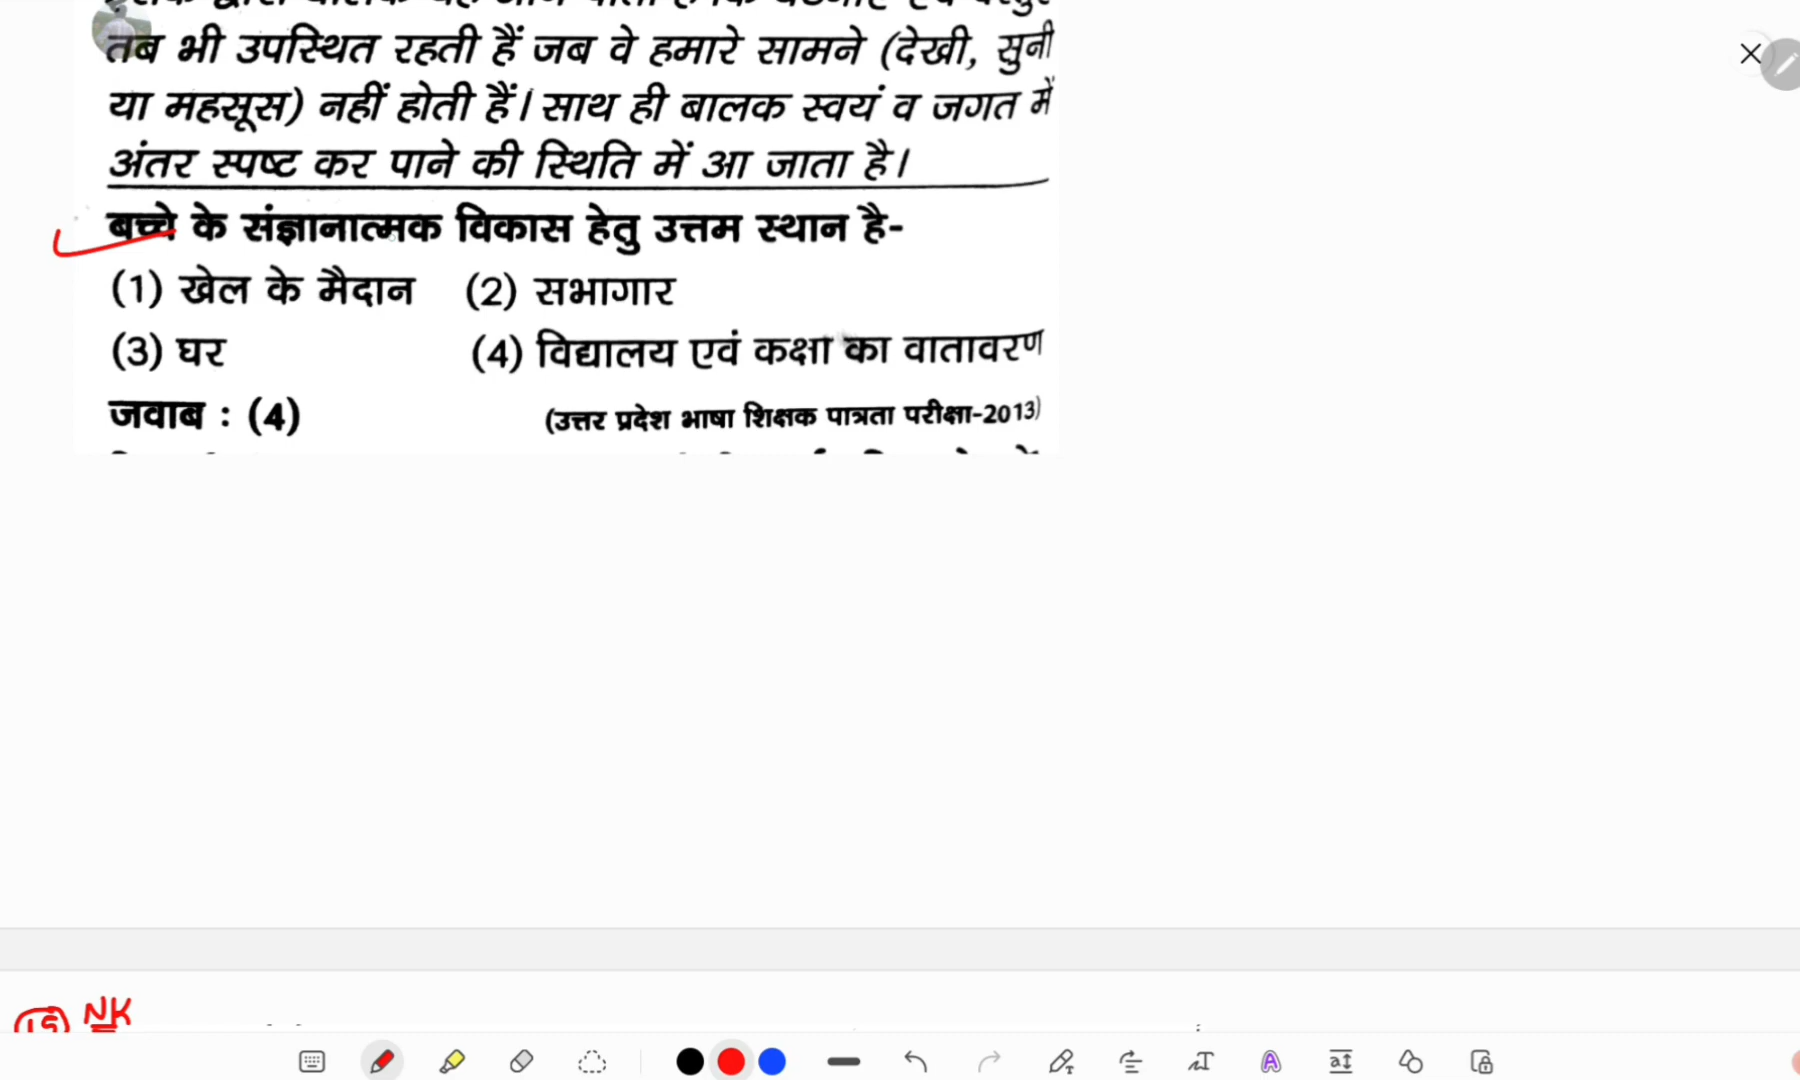 तब भी उपस्थित रहती हैं जब वे हमारे सामने (देखी, सुनी
या महसूस) नहीं होती हैं। साथ ही बालक स्वयं व जगत में
अंतर स्पष्ट कर पाने की स्थिति में आ जाता है।
बच्चे के संज्ञानात्मक विकास हेतु उत्तम स्थान है-
(1) खेल के मैदान (2) सभागार
(3) घर (4) विद्यालय एवं कक्षा का वातावरण
जवाब : (4) (उत्तर प्रदेश भाषा शिक्षक पात्रता परीक्षा-2013)
15 NK